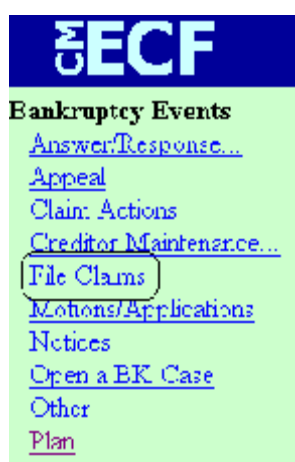 CM ECF
Bankruptcy Events
Answer/Response...
Appeal
Claim Actions
Creditor Maintenance...
File Claims
Motions/Applications
Notices
Open a BK Case
Other
Plan